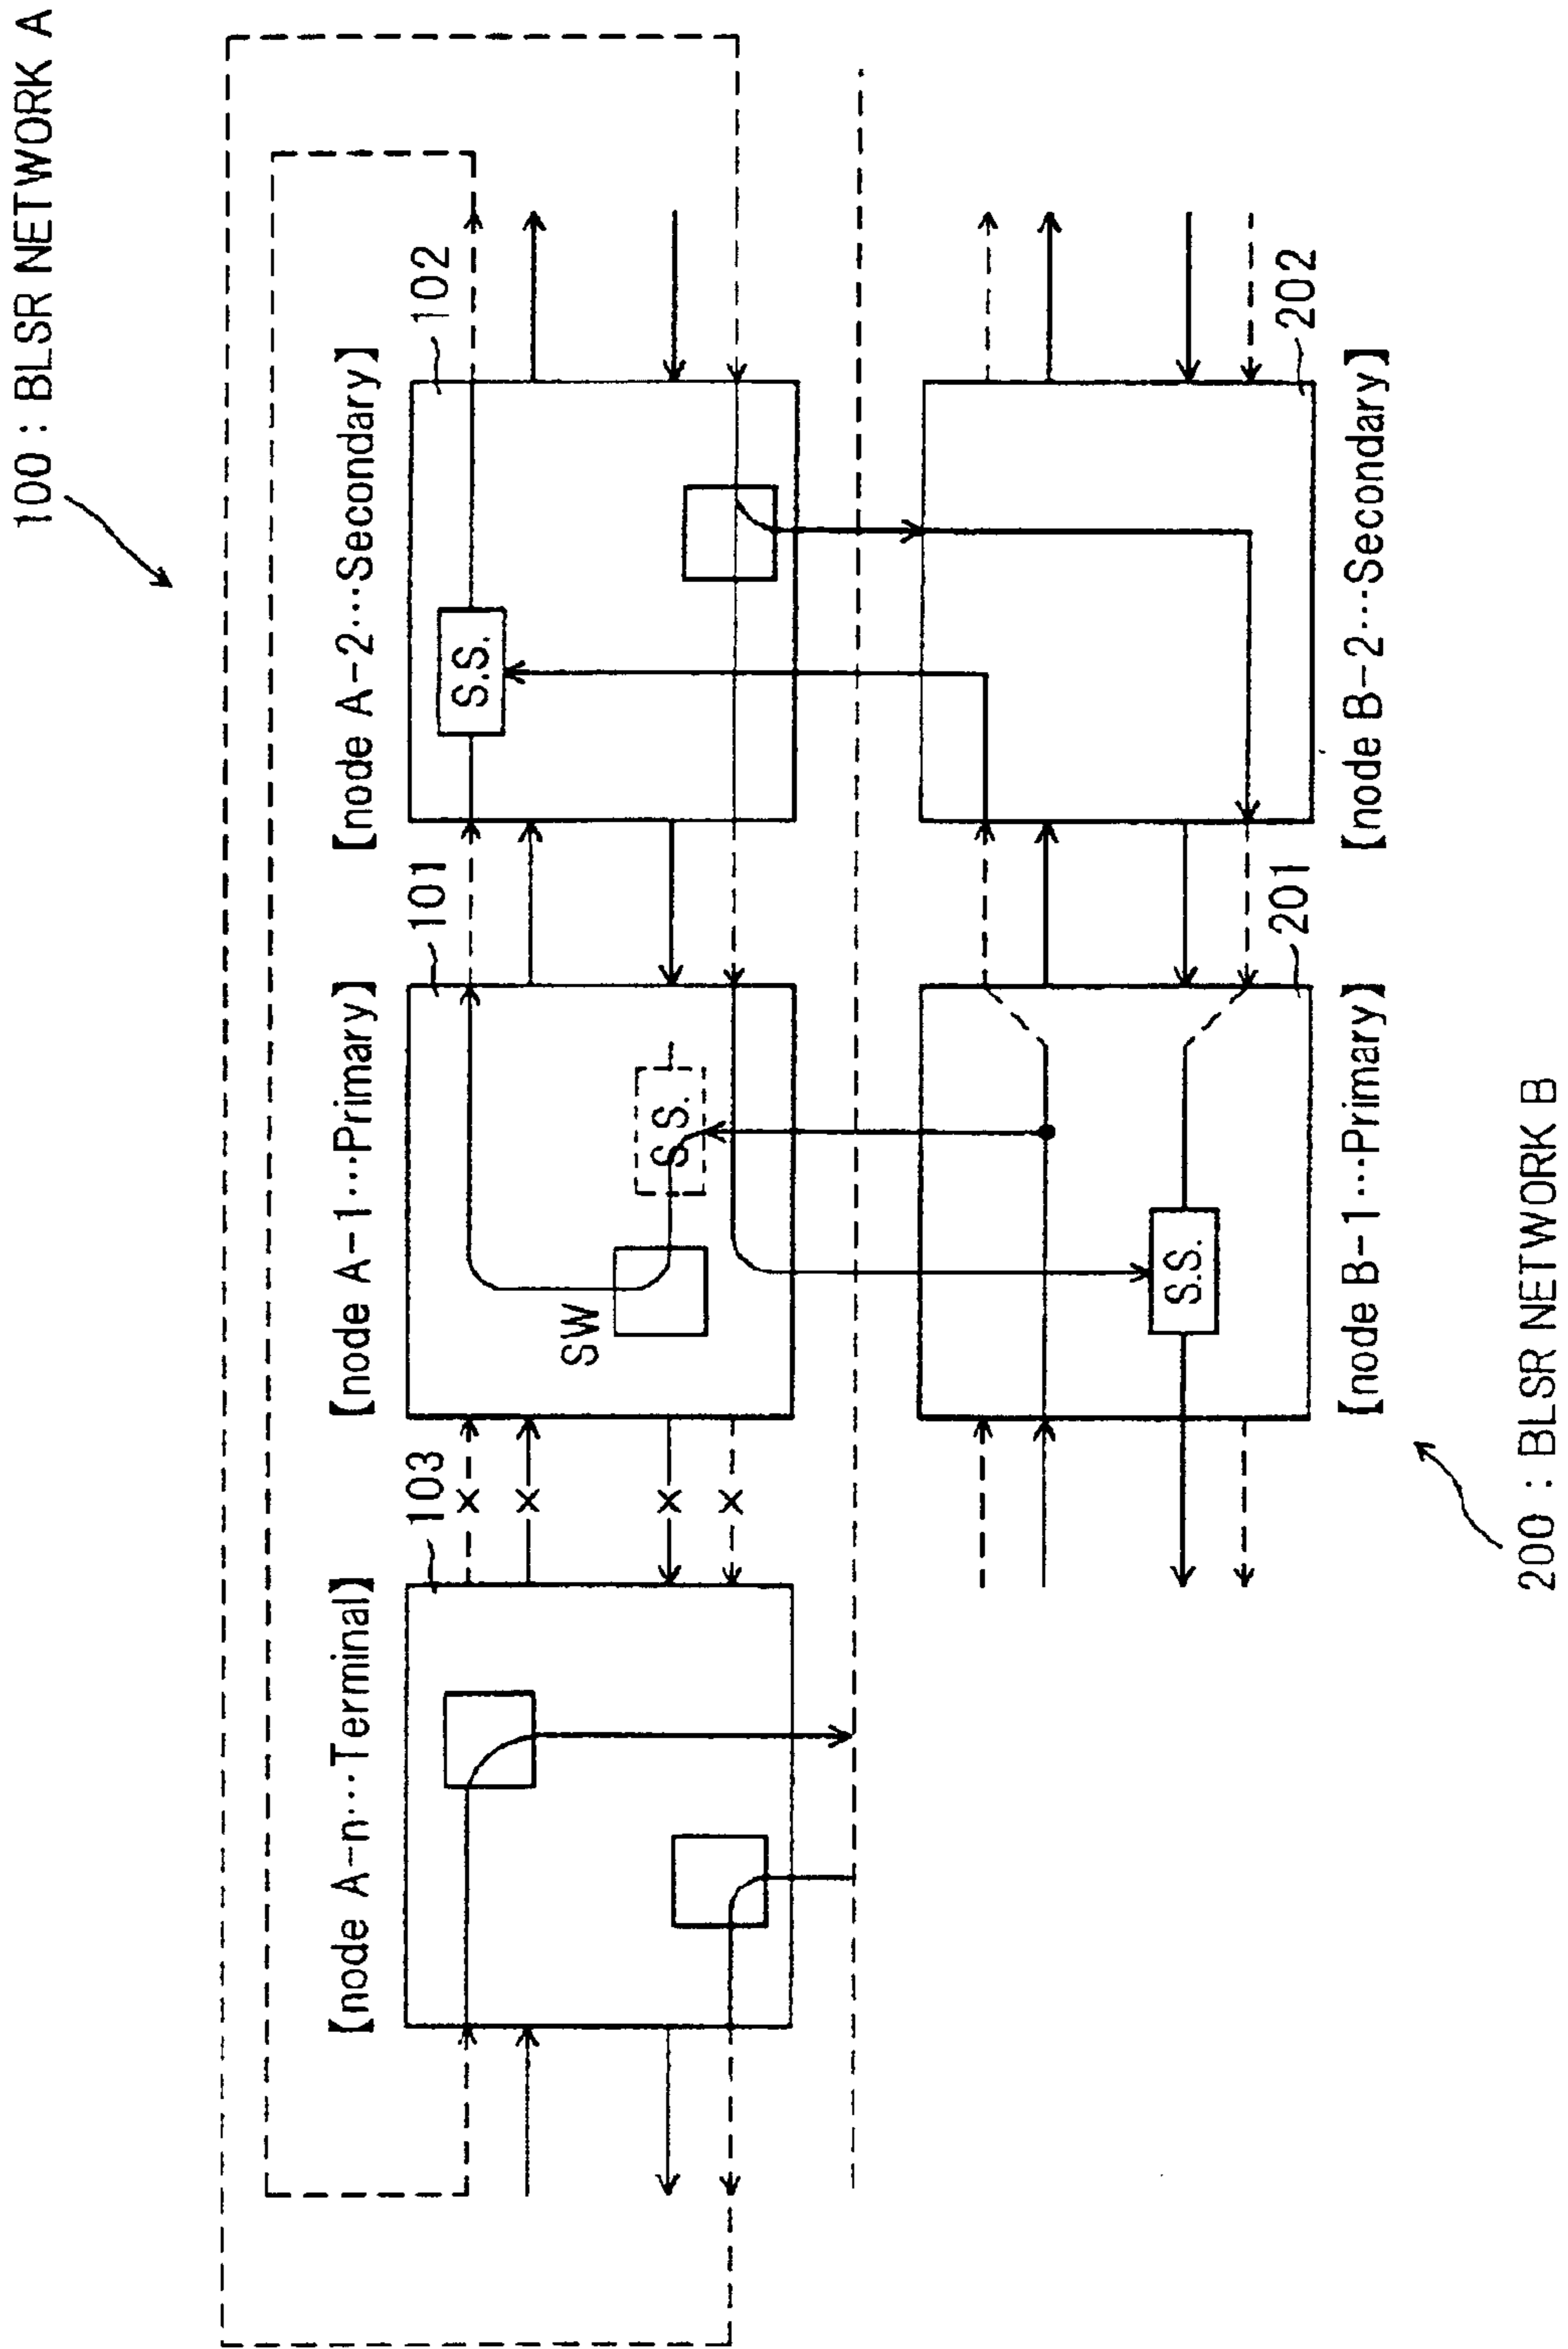 100 : BLSR NETWORK A
【node A-n…Terminal】
【node A-1…Primary】
【node A-2…Secondary】
103
101
102
S.S.
SW
S.S.
S.S.
201
202
【node B-1…Primary】
【node B-2…Secondary】
200 : BLSR NETWORK B